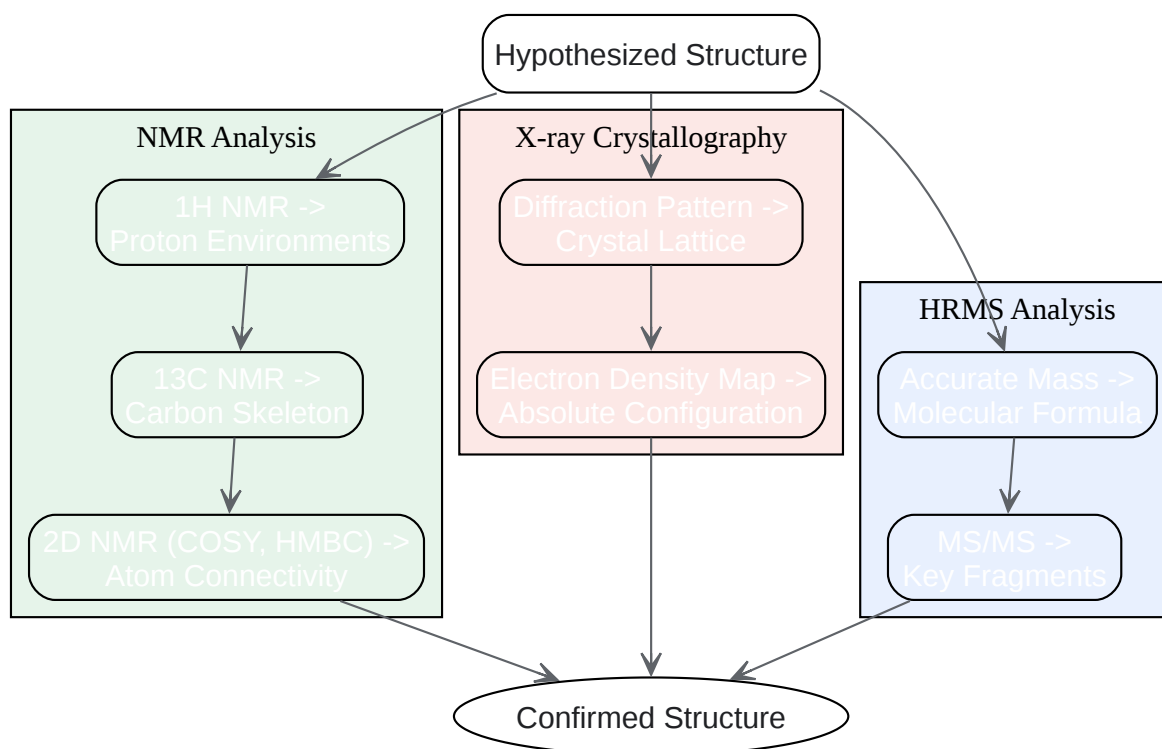 Hypothesized Structure
NMR Analysis
1H NMR ->
Proton Environments
13C NMR ->
Carbon Skeleton
2D NMR (COSY, HMBC) ->
Atom Connectivity
X-ray Crystallography
Diffraction Pattern ->
Crystal Lattice
Electron Density Map ->
Absolute Configuration
HRMS Analysis
Accurate Mass ->
Molecular Formula
MS/MS ->
Key Fragments
Confirmed Structure